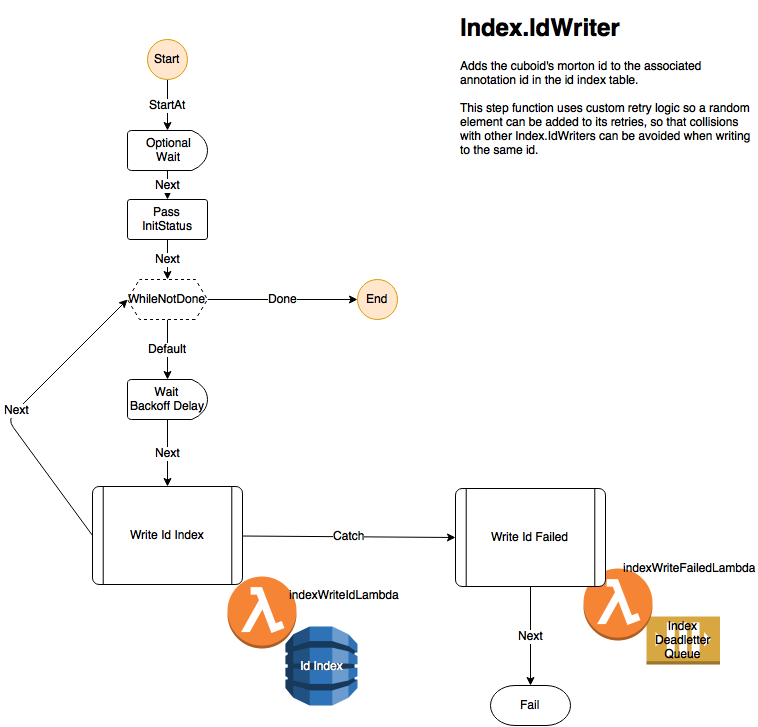 Index.IdWriter
Adds the cuboid's morton id to the associated
annotation id in the id index table.
This step function uses custom retry logic so a random
element can be added to its retries, so that collisions
with other Index.IdWriters can be avoided when writing
to the same id.
Start
StartAt
Optional
Wait
Next
Pass
InitStatus
Next
WhileNotDone
Done
End
Default
Wait
Backoff Delay
Next
Next
Write Id Index
Catch
Write Id Failed
indexWriteIdLambda
Id Index
indexWriteFailedLambda
Index
Deadletter
Queue
Next
Fail